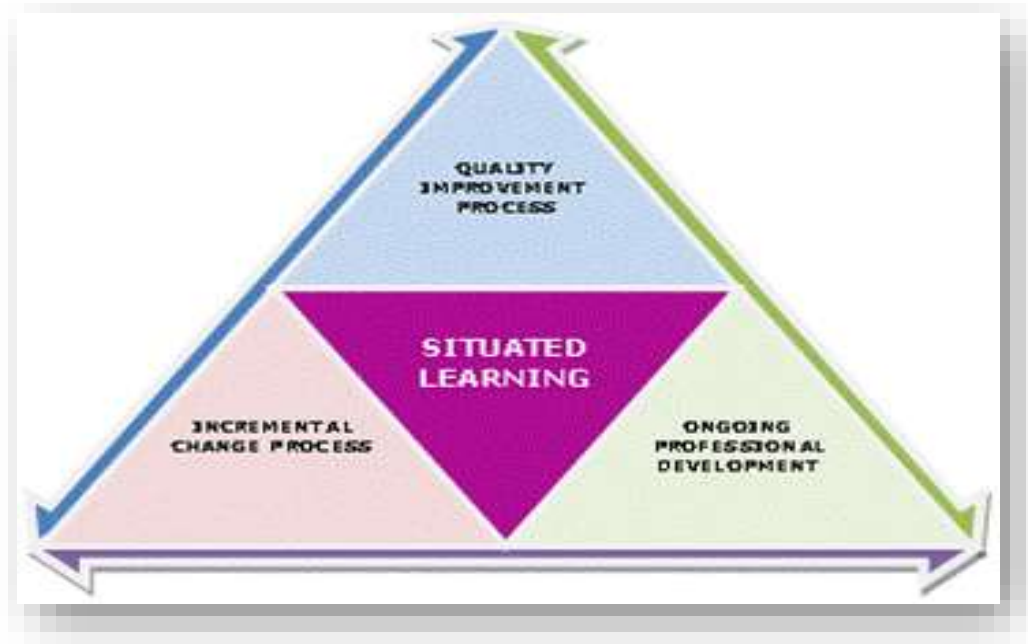 QUALITY
IMPROVEMENT
PROCESS
SITUATED
LEARNING
INCREMENTAL
CHANGE PROCESS
ONGOING
PROFESSIONAL
DEVELOPMENT